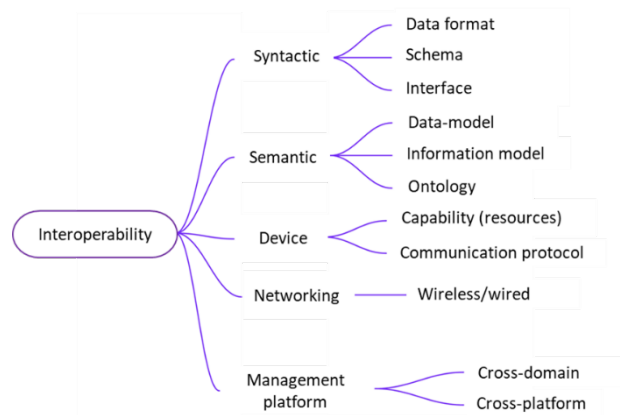 Interoperability
Syntactic
Data format
Schema
Interface
Semantic
Data-model
Information model
Ontology
Device
Capability (resources)
Communication protocol
Networking
Wireless/wired
Management
platform
Cross-domain
Cross-platform